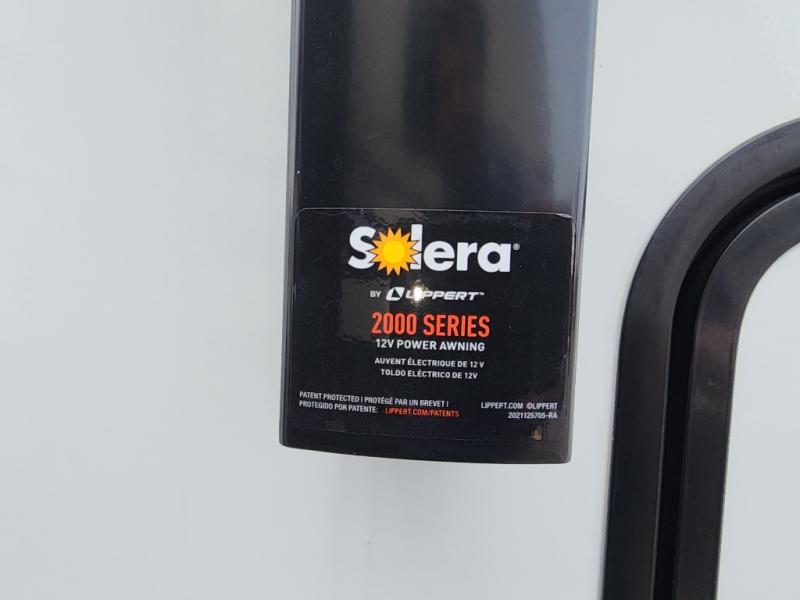 Solera®
BY LIPPERT™
2000 SERIES
12V POWER AWNING
AUVENT ÉLECTRIQUE DE 12 V
TOLDO ELÉCTRICO DE 12V
PATENT PROTECTED | PROTÉGÉ PAR UN BREVET |
PROTEGIDO POR PATENTE: LIPPERT.COM/PATENTS
LIPPERT.COM ©LIPPERT
2021125705-RA